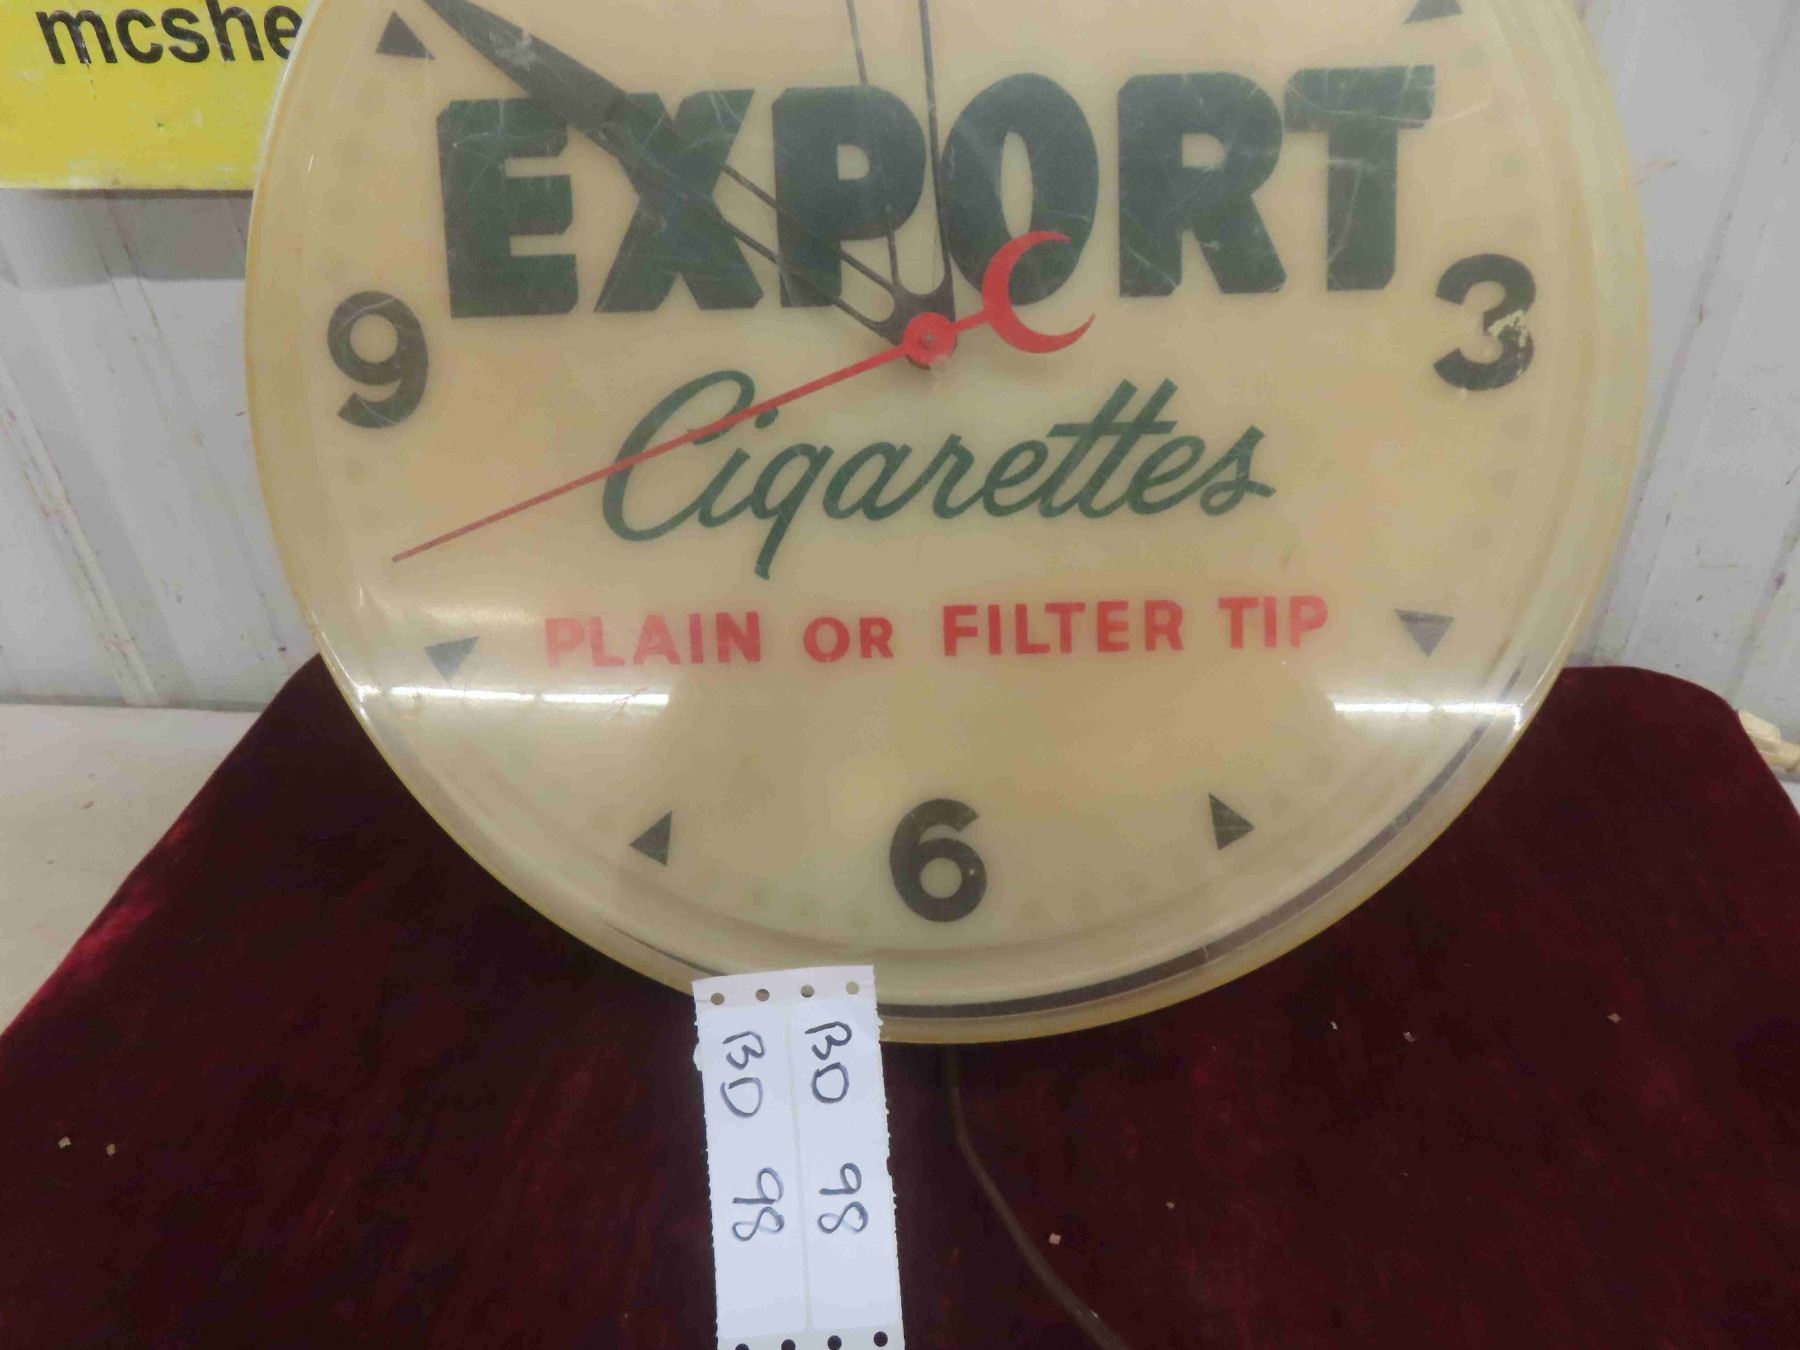 mcshe
EXPORT
9
3
Cigarettes
PLAIN OR FILTER TIP
6
BD 98
BD 98